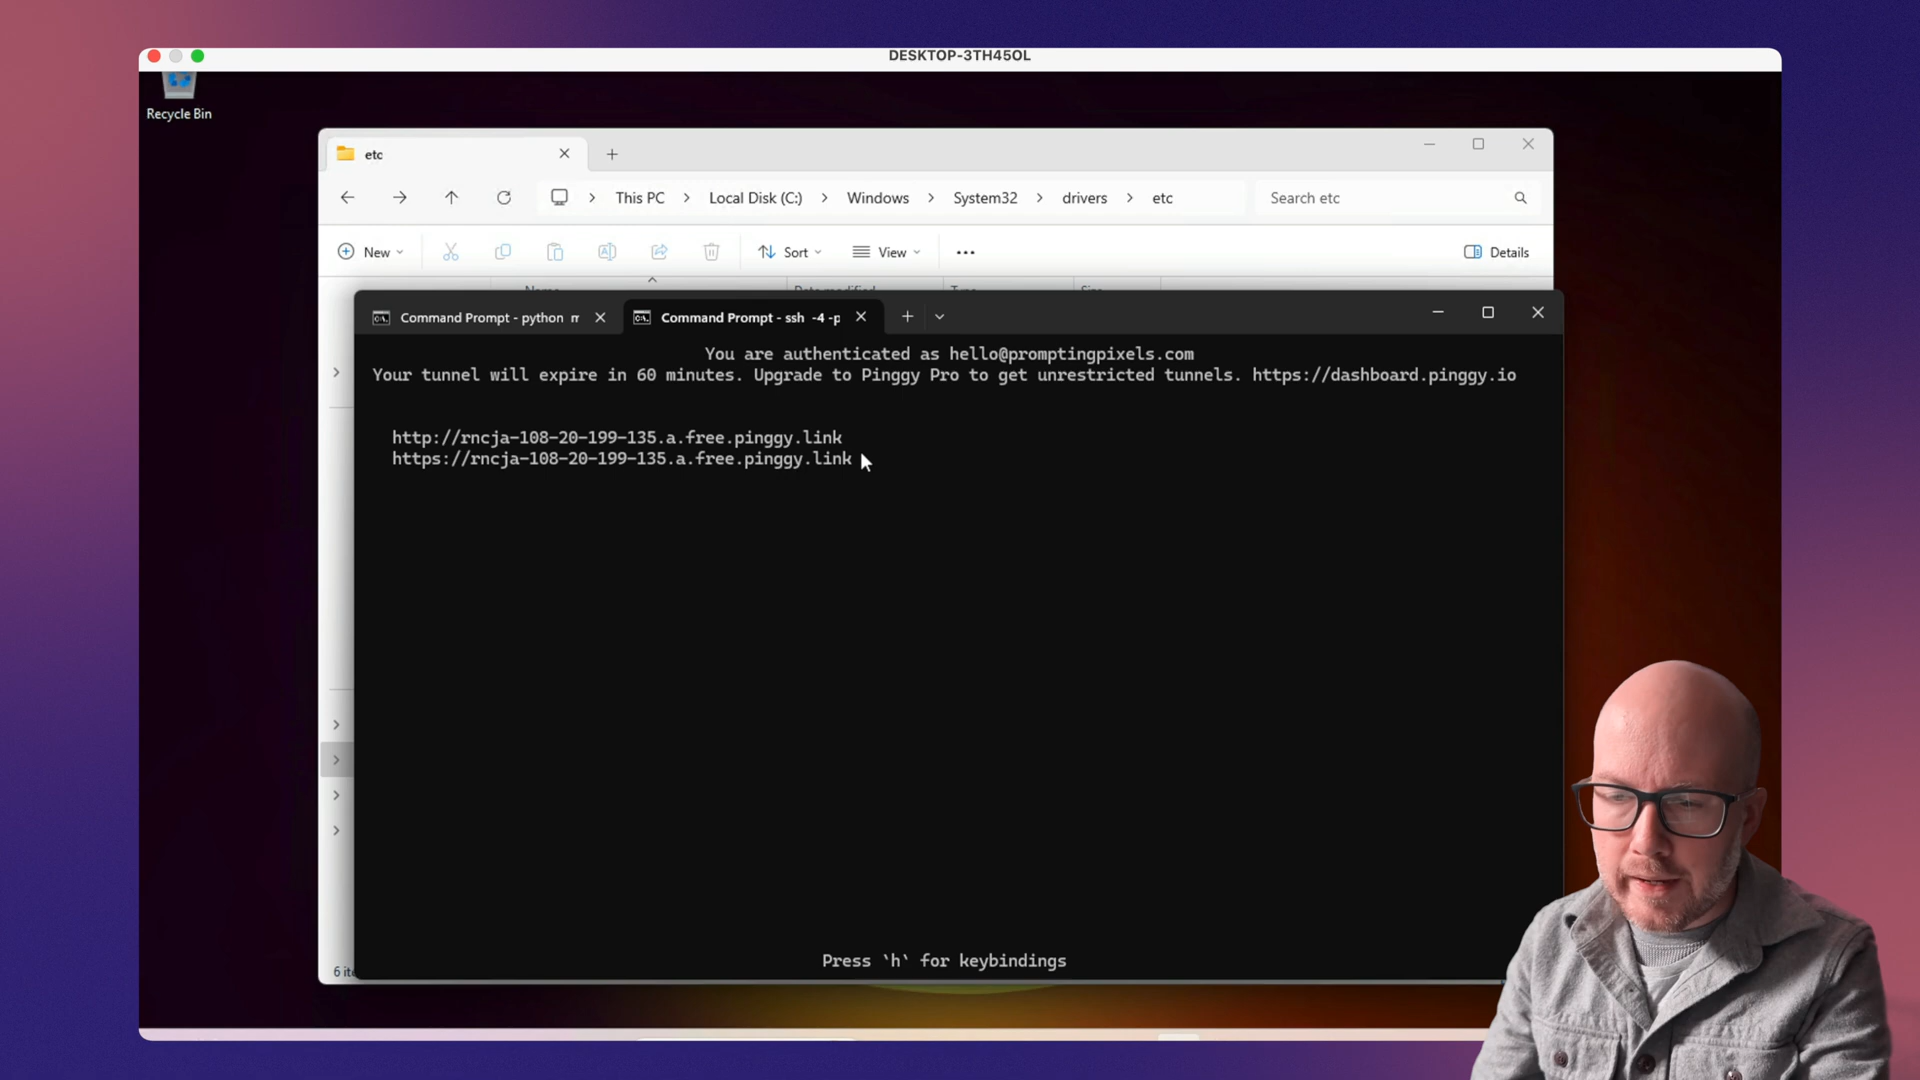 DESKTOP-3TH45OL
Recycle Bin
etc
This PC > Local Disk (C:) > Windows > System32 > drivers > etc
Search etc
New
Sort
View
Details
Name
Date modified
Type
Size
Command Prompt - python m
Command Prompt - ssh -4 -p
You are authenticated as hello@promptingpixels.com
Your tunnel will expire in 60 minutes. Upgrade to Pinggy Pro to get unrestricted tunnels. https://dashboard.pinggy.io
http://rncja-108-20-199-135.a.free.pinggy.link
https://rncja-108-20-199-135.a.free.pinggy.link
Press `h` for keybindings
6 ite